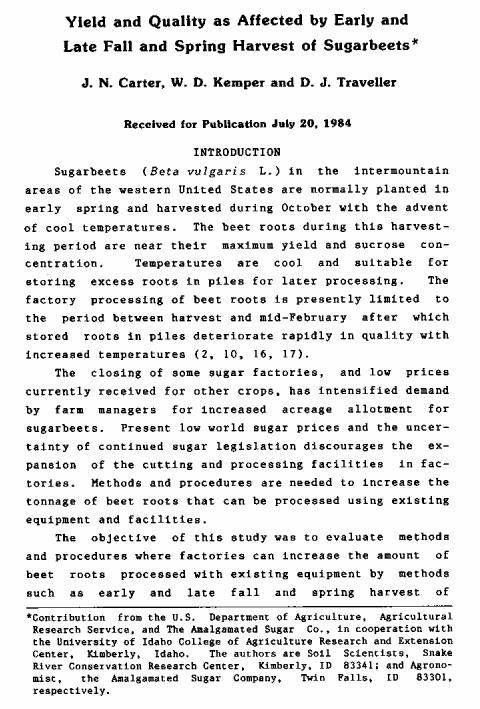 Yield and Quality as Affected by Early and
Late Fall and Spring Harvest of Sugarbeets*
J. N. Carter, W. D. Kemper and D. J. Traveller
Received for Publication July 20, 1984
INTRODUCTION
Sugarbeets (Beta vulgaris L.) in the intermountain
areas of the western United States are normally planted in
early spring and harvested during October with the advent
of cool temperatures. The beet roots during this harvest-
ing period are near their maximum yield and sucrose con-
centration. Temperatures are cool and suitable for
storing excess roots in piles for later processing. The
factory processing of beet roots is presently limited to
the period between harvest and mid-February after which
stored roots in piles deteriorate rapidly in quality with
increased temperatures (2, 10, 16, 17).
The closing of some sugar factories, and low prices
currently received for other crops, has intensified demand
by farm managers for increased acreage allotment for
sugarbeets. Present low world sugar prices and the uncer-
tainty of continued sugar legislation discourages the ex-
pansion of the cutting and processing facilities in fac-
tories. Methods and procedures are needed to increase the
tonnage of beet roots that can be processed using existing
equipment and facilities.
The objective of this study was to evaluate methods
and procedures where factories can increase the amount of
beet roots processed with existing equipment by methods
such as early and late fall and spring harvest of
*Contribution from the U.S. Department of Agriculture, Agricultural
Research Service, and The Amalgamated Sugar Co., in cooperation with
the University of Idaho College of Agriculture Research and Extension
Center, Kimberly, Idaho. The authors are Soil Scientists, Snake
River Conservation Research Center, Kimberly, ID 83341; and Agrono-
mist, the Amalgamated Sugar Company, Twin Falls, ID 83301,
respectively.